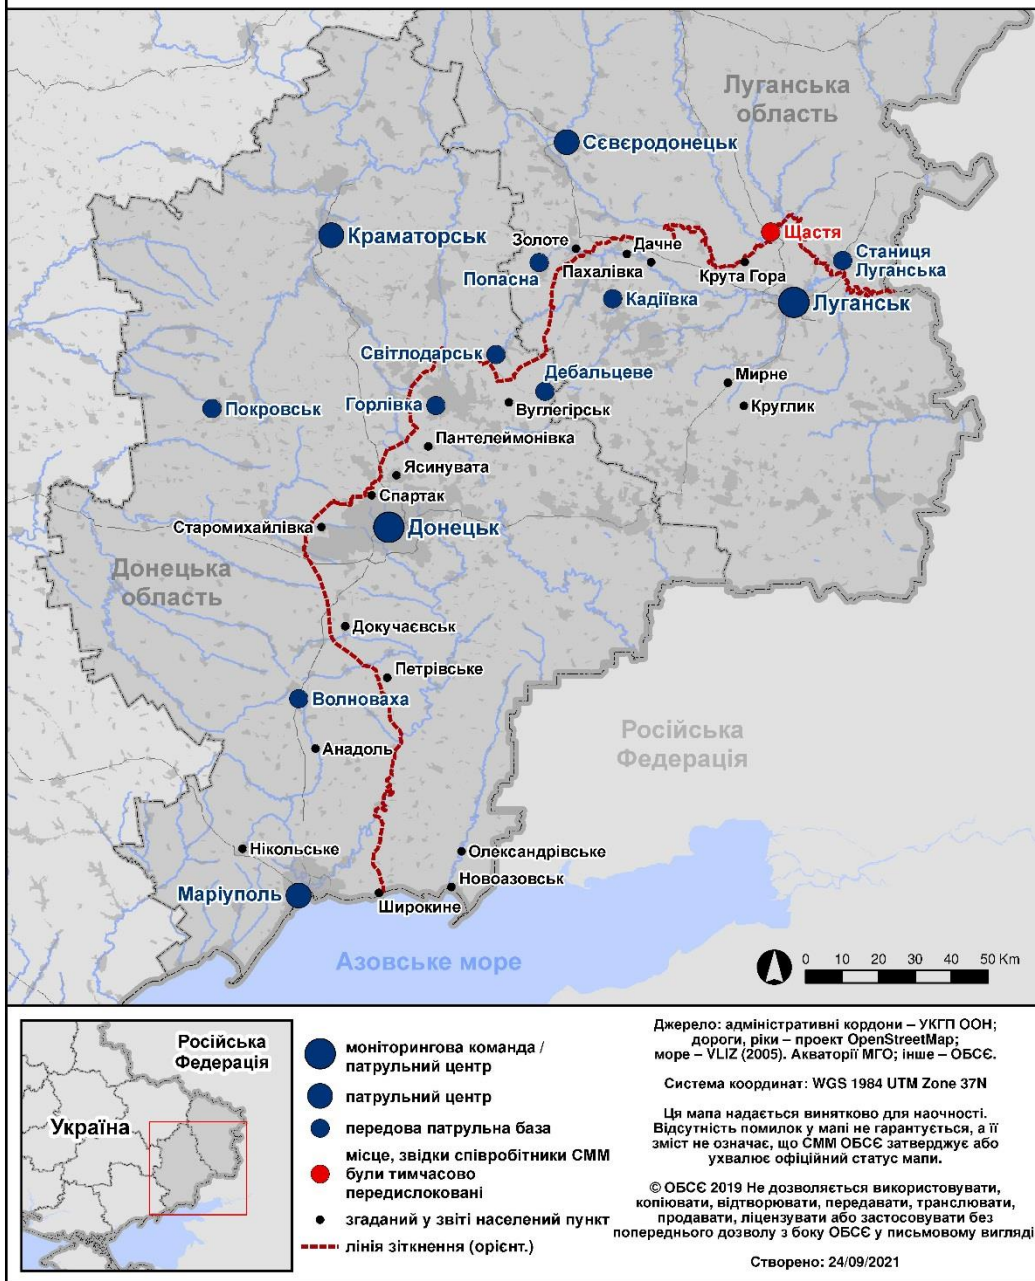 Луганська
область
Сєвєродонецьк
Краматорськ
Золоте
Дачне
Щастя
Попасна
Пахалівка
Крута Гора
Станиця
Луганська
Кадіївка
Луганськ
Світлодарськ
Дебальцеве
Мирне
Покровськ
Горлівка
Вуглегірськ
Круглик
Пантелеймонівка
Ясинувата
Спартак
Старомихайлівка
Донецьк
Донецька
область
Докучаєвськ
Петрівське
Волноваха
Російська
Федерація
Анадоль
Нікольське
Олександрівське
Новоазовськ
Маріуполь
Широкине
Азовське море
0 10 20 30 40 50 Km
Російська
Федерація
Україна
моніторингова команда /
патрульний центр
патрульний центр
передова патрульна база
місце, звідки співробітники СММ
були тимчасово
передислоковані
згаданий у звіті населений пункт
лінія зіткнення (орієнт.)
Джерело: адміністративні кордони – УКГП ООН;
дороги, ріки – проект OpenStreetMap;
море – VLIZ (2005). Акваторії МГО; інше – ОБСЄ.
Система координат: WGS 1984 UTM Zone 37N
Ця мапа надається винятково для наочності.
Відсутність помилок у мапі не гарантується, а її
зміст не означає, що СММ ОБСЄ затверджує або
ухвалює офіційний статус мапи.
© ОБСЄ 2019 Не дозволяється використовувати,
копіювати, відтворювати, передавати, транслювати,
продавати, ліцензувати або застосовувати без
попереднього дозволу з боку ОБСЄ у письмовому вигляді
Створено: 24/09/2021